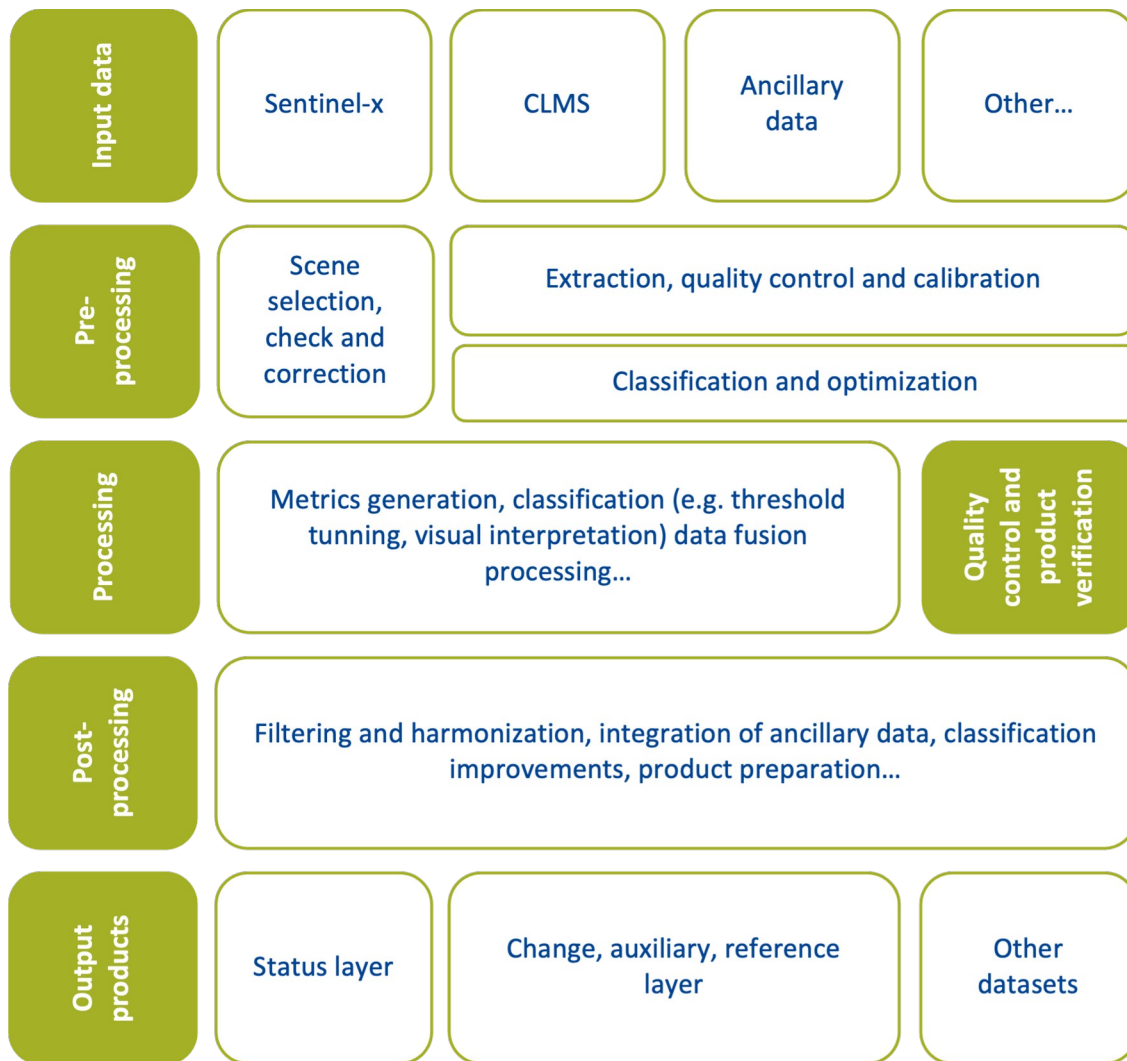 Input data
Sentinel-x
CLMS
Ancillary
data
Other…
Pre-
processing
Scene
selection,
check and
correction
Extraction, quality control and calibration
Classification and optimization
Processing
Metrics generation, classification (e.g. threshold
tunning, visual interpretation) data fusion
processing…
Quality
control and
product
verification
Post-
processing
Filtering and harmonization, integration of ancillary data, classification
improvements, product preparation…
Output
products
Status layer
Change, auxiliary, reference
layer
Other
datasets